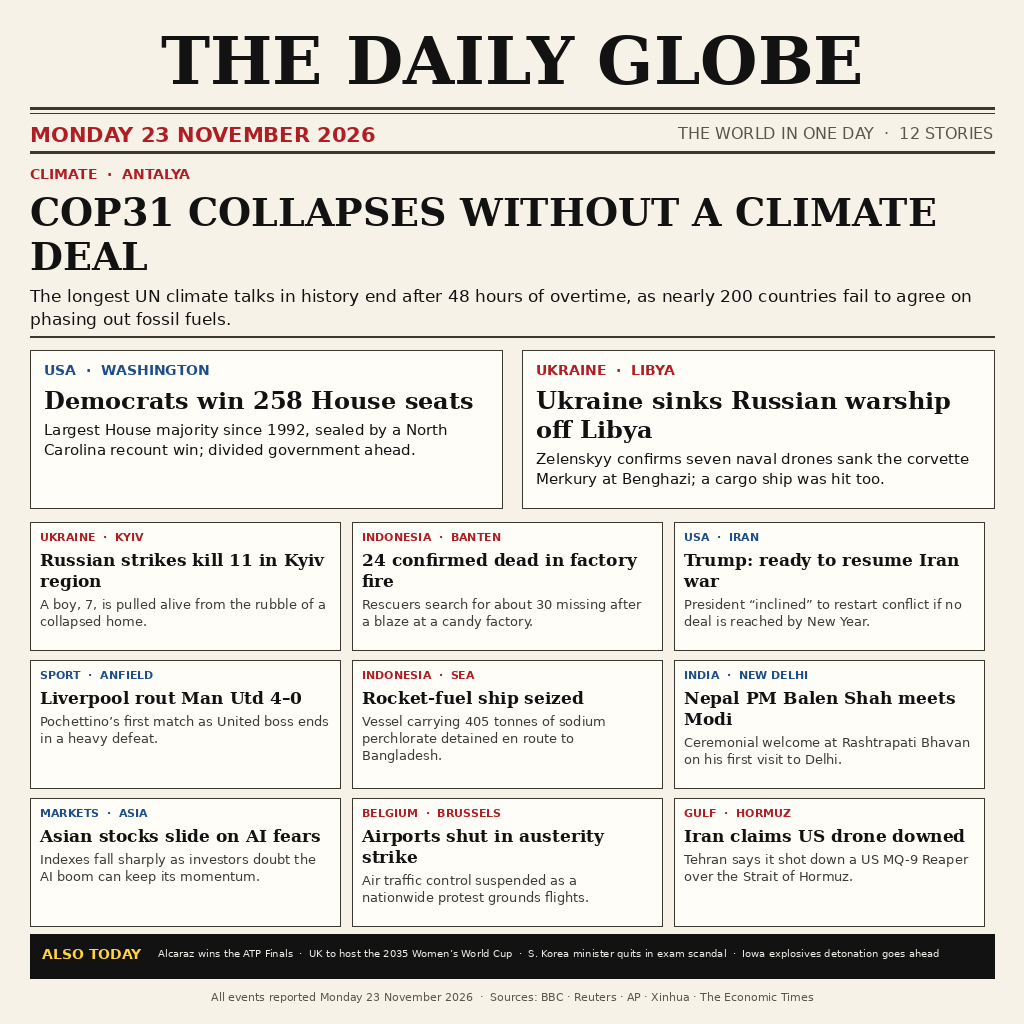 THE DAILY GLOBE
MONDAY 23 NOVEMBER 2026
THE WORLD IN ONE DAY · 12 STORIES
CLIMATE · ANTALYA
COP31 COLLAPSES WITHOUT A CLIMATE
DEAL
The longest UN climate talks in history end after 48 hours of overtime, as nearly 200 countries fail to agree on
phasing out fossil fuels.
USA · WASHINGTON
Democrats win 258 House seats
Largest House majority since 1992, sealed by a North
Carolina recount win; divided government ahead.
UKRAINE · LIBYA
Ukraine sinks Russian warship
off Libya
Zelenskyy confirms seven naval drones sank the corvette
Merkury at Benghazi; a cargo ship was hit too.
UKRAINE · KYIV
Russian strikes kill 11 in Kyiv
region
A boy, 7, is pulled alive from the rubble of a
collapsed home.
INDONESIA · BANTEN
24 confirmed dead in factory
fire
Rescuers search for about 30 missing after
a blaze at a candy factory.
USA · IRAN
Trump: ready to resume Iran
war
President “inclined” to restart conflict if no
deal is reached by New Year.
SPORT · ANFIELD
Liverpool rout Man Utd 4–0
Pochettino’s first match as United boss ends
in a heavy defeat.
INDONESIA · SEA
Rocket-fuel ship seized
Vessel carrying 405 tonnes of sodium
perchlorate detained en route to
Bangladesh.
INDIA · NEW DELHI
Nepal PM Balen Shah meets
Modi
Ceremonial welcome at Rashtrapati Bhavan
on his first visit to Delhi.
MARKETS · ASIA
Asian stocks slide on AI fears
Indexes fall sharply as investors doubt the
AI boom can keep its momentum.
BELGIUM · BRUSSELS
Airports shut in austerity
strike
Air traffic control suspended as a
nationwide protest grounds flights.
GULF · HORMUZ
Iran claims US drone downed
Tehran says it shot down a US MQ-9 Reaper
over the Strait of Hormuz.
ALSO TODAY
Alcaraz wins the ATP Finals · UK to host the 2035 Women’s World Cup · S. Korea minister quits in exam scandal · Iowa explosives detonation goes ahead
All events reported Monday 23 November 2026 · Sources: BBC · Reuters · AP · Xinhua · The Economic Times